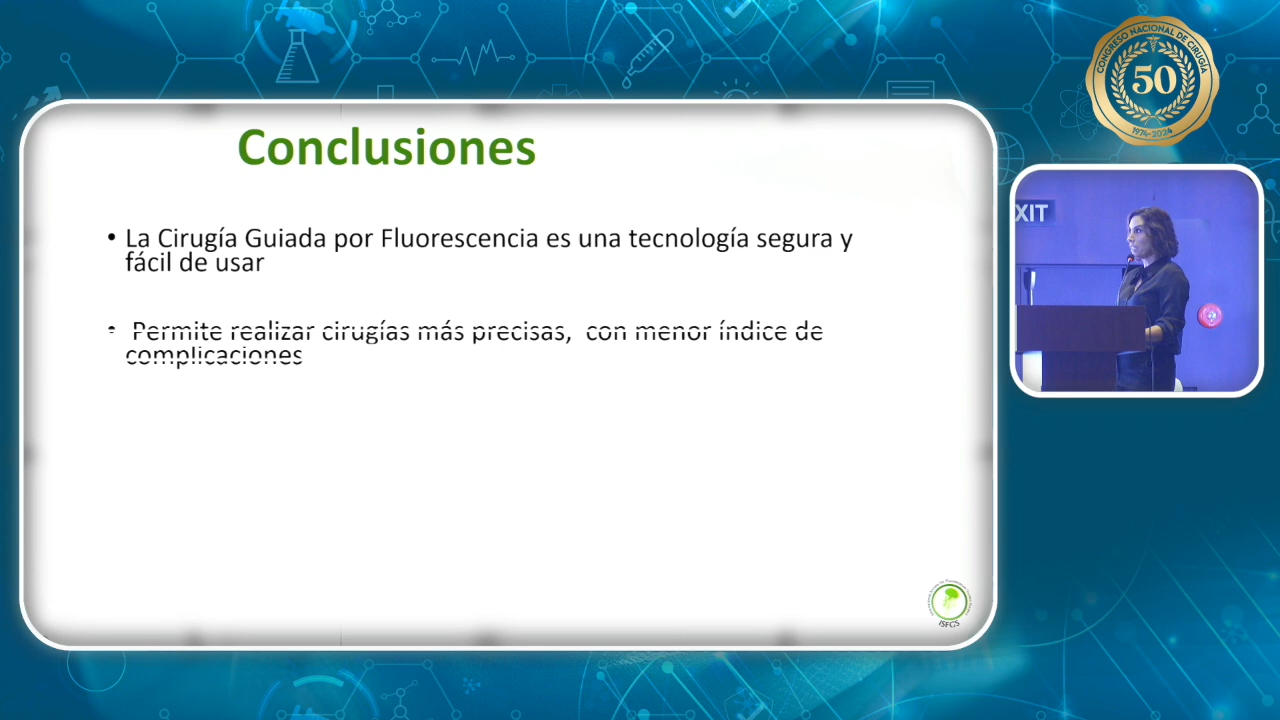 CONGRESO NACIONAL DE CIRUGÍA
50
1974-2024
Conclusiones
• La Cirugía Guiada por Fluorescencia es una tecnología segura y
fácil de usar
• Permite realizar cirugías más precisas, con menor índice de
complicaciones
XIT
ISFGS